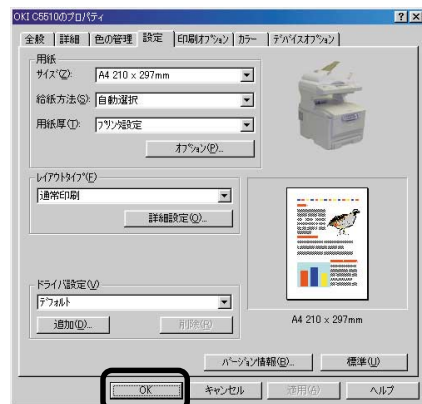 OKI C5510のプロパティ
全般 詳細 色の管理 設定 印刷オプション カラー デバイスオプション
用紙
サイズ(Z): A4 210 x 297mm
給紙方法(S): 自動選択
用紙厚(T): プリンタ設定
オプション(P)...
レイアウトタイプ(E)
通常印刷
詳細設定(O)...
ドライバ設定(V)
デフォルト
追加(D)... 削除(R)
A4 210 x 297mm
バージョン情報(B)... 標準(U)
OK キャンセル 適用(A) ヘルプ